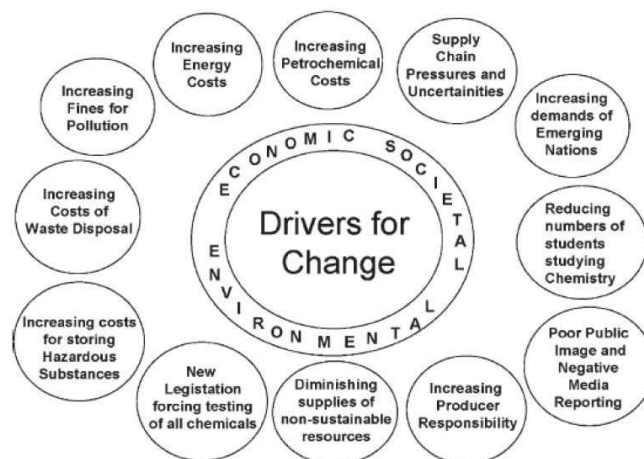 Increasing
Energy
Costs
Increasing
Petrochemical
Costs
Supply
Chain
Pressures and
Uncertainities
Increasing
demands of
Emerging
Nations
Reducing
numbers of
students
studying
Chemistry
Poor Public
Image and
Negative
Media
Reporting
Increasing
Producer
Responsibility
Diminishing
supplies of
non-sustainable
resources
New
Legistation
forcing testing
of all chemicals
Increasing costs
for storing
Hazardous
Substances
Increasing
Costs of
Waste Disposal
Increasing
Fines for
Pollution
ECONOMIC SOCIETAL
ENVIRONMENTAL
Drivers for
Change